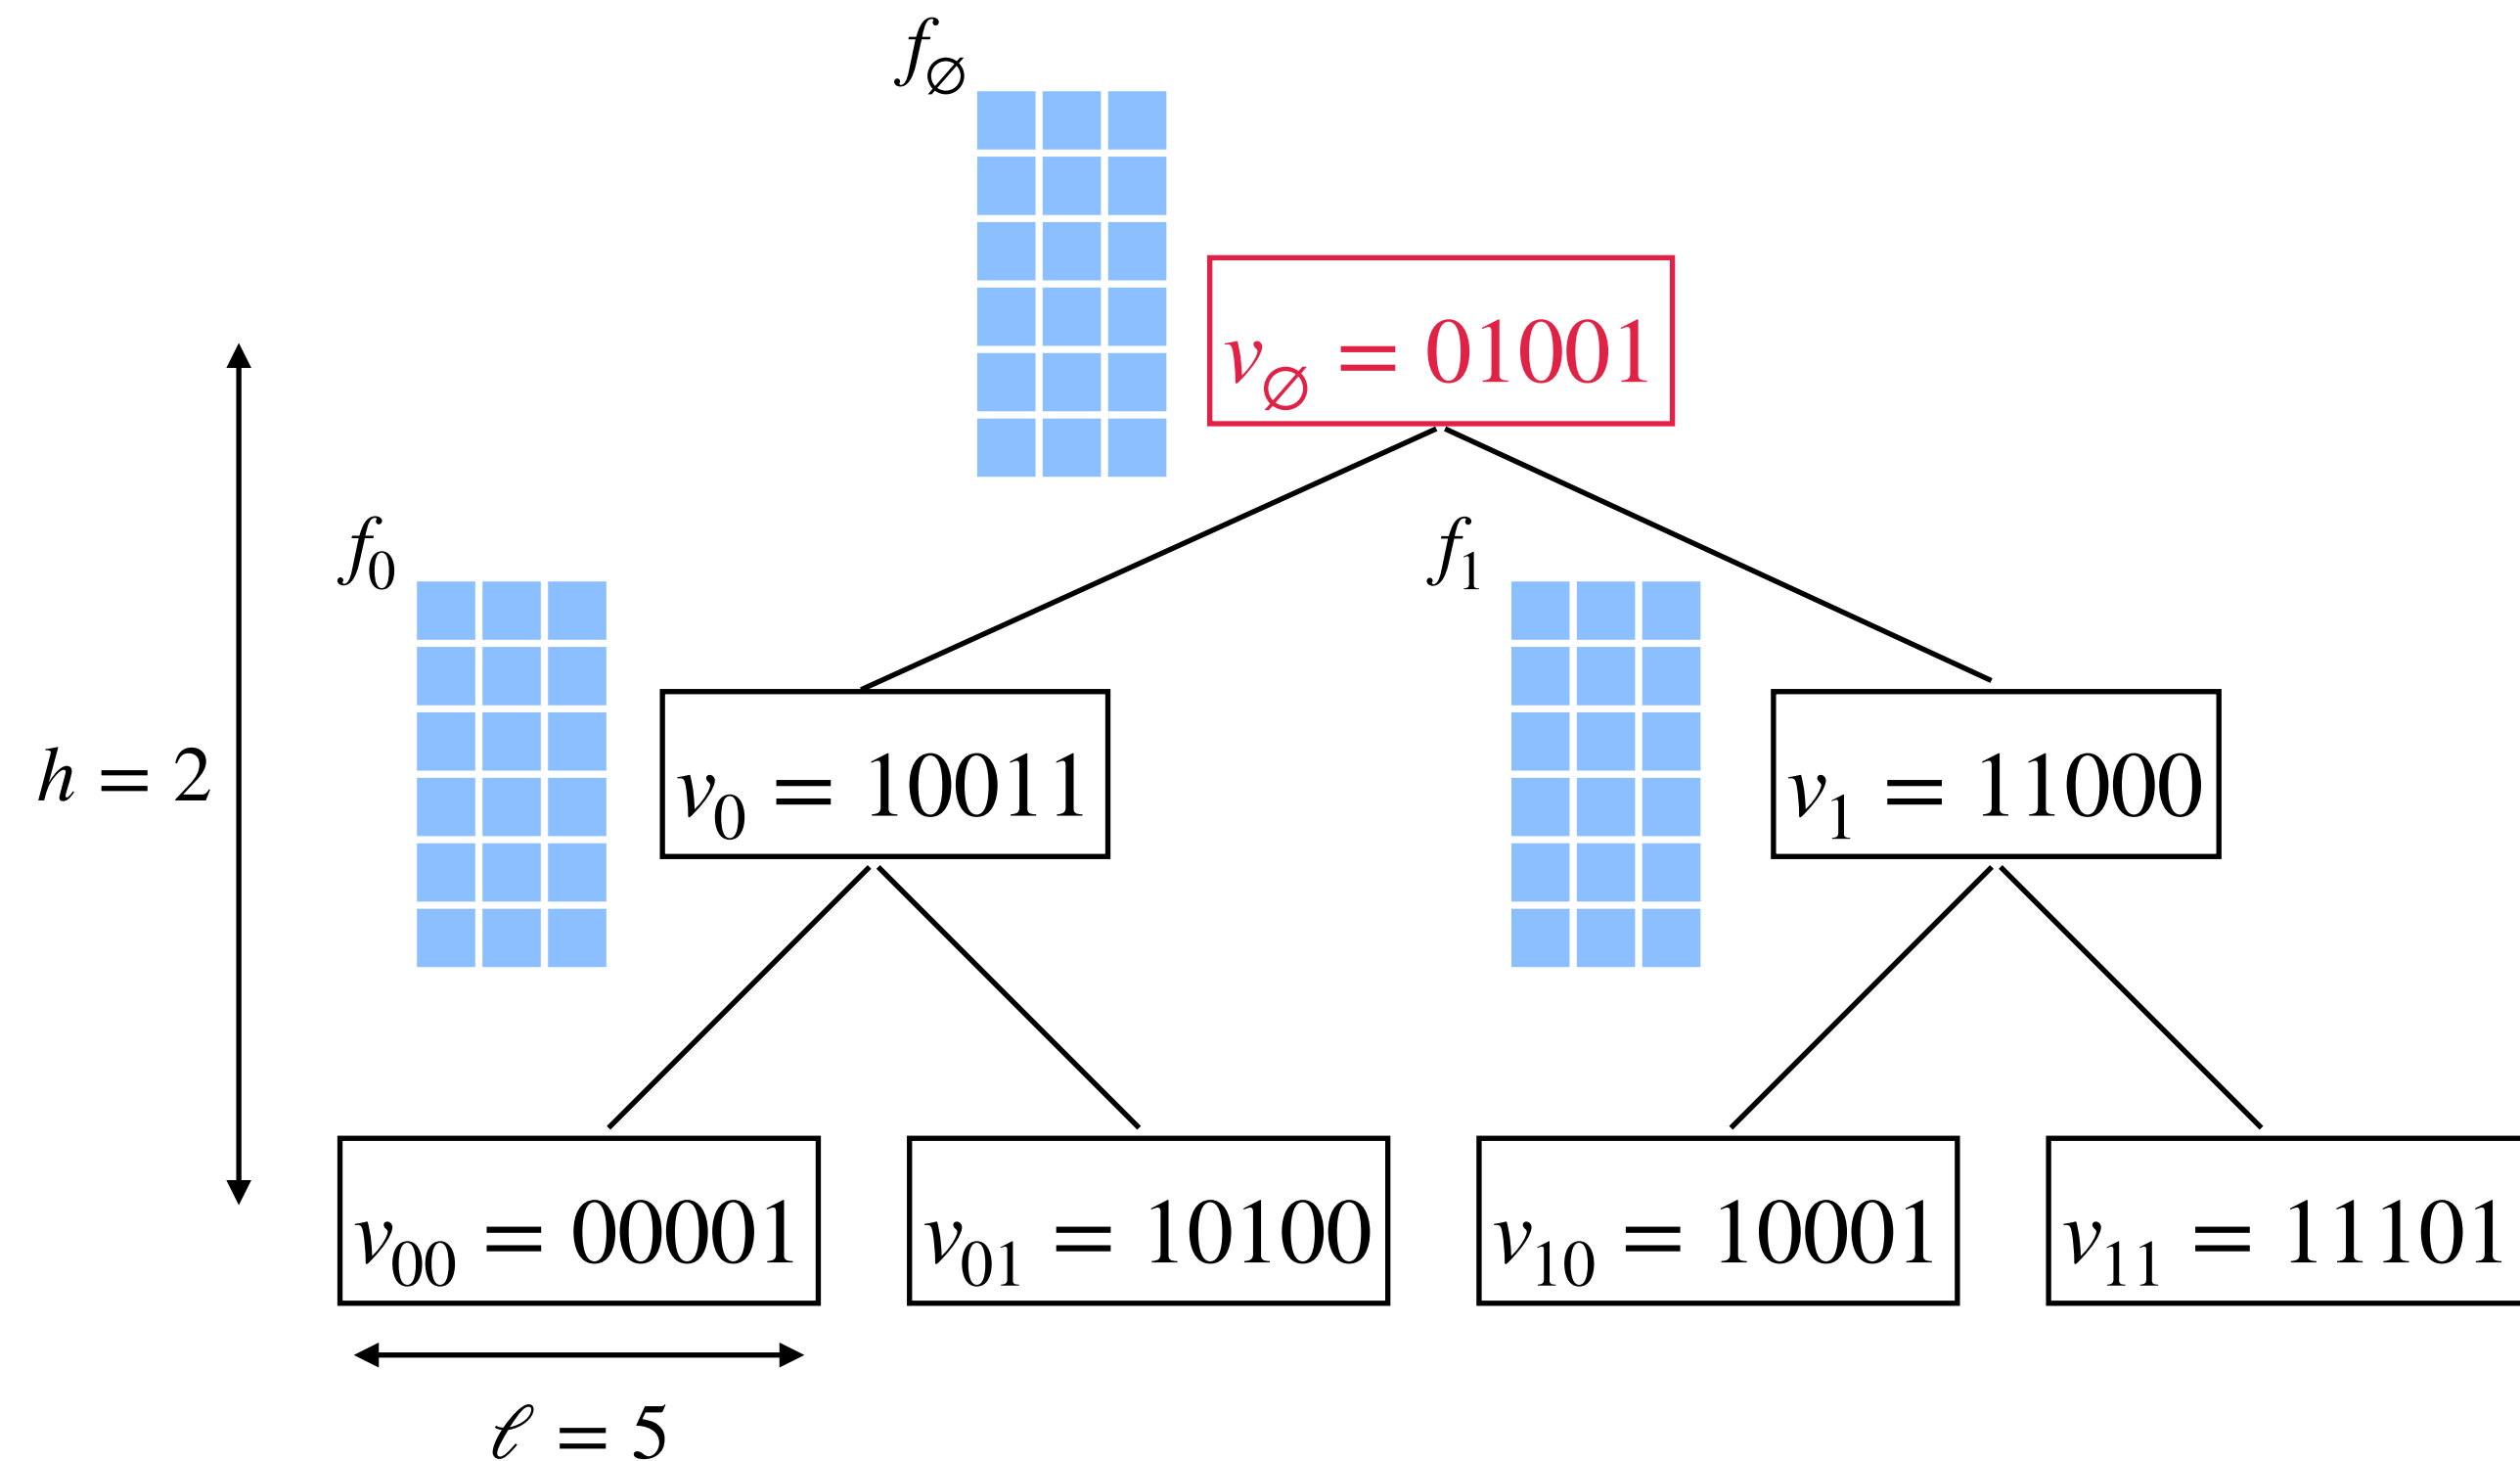 f∅
v∅ = 01001
f0
f1
h = 2
v0 = 10011
v1 = 11000
v00 = 00001
v01 = 10100
v10 = 10001
v11 = 11101
ℓ = 5